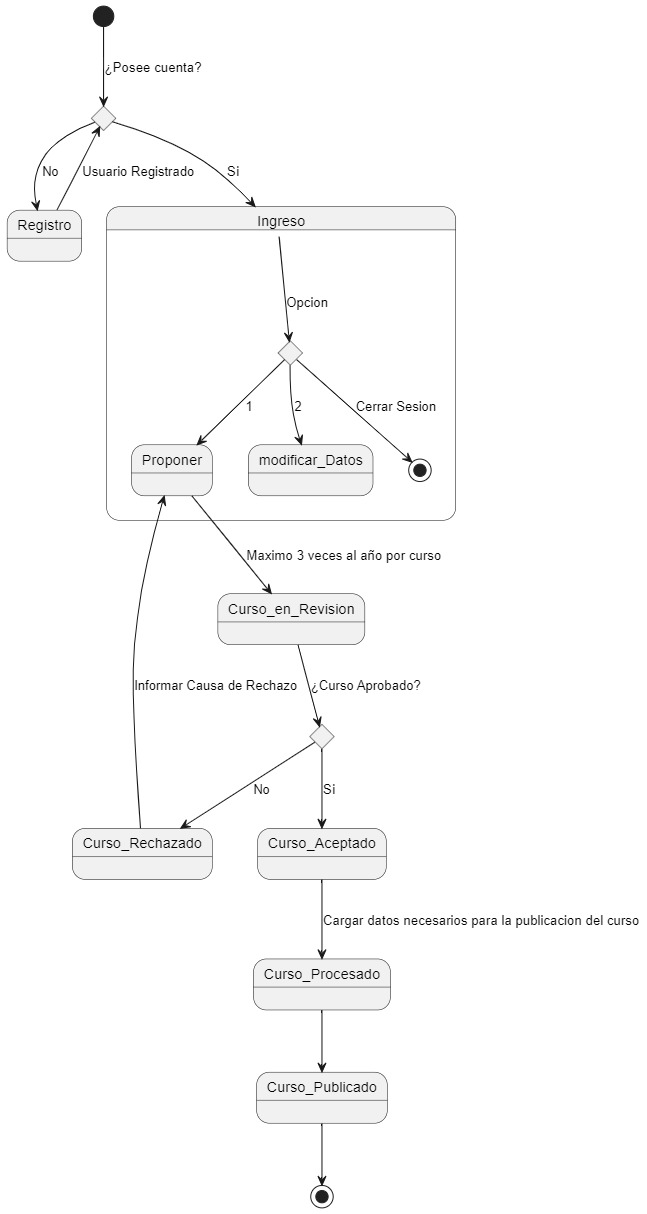 ¿Posee cuenta?
No
Usuario Registrado
Si
Registro
Ingreso
Opcion
1
2
Cerrar Sesion
Proponer
modificar_Datos
Maximo 3 veces al año por curso
Curso_en_Revision
Informar Causa de Rechazo
¿Curso Aprobado?
No
Si
Curso_Rechazado
Curso_Aceptado
Cargar datos necesarios para la publicacion del curso
Curso_Procesado
Curso_Publicado